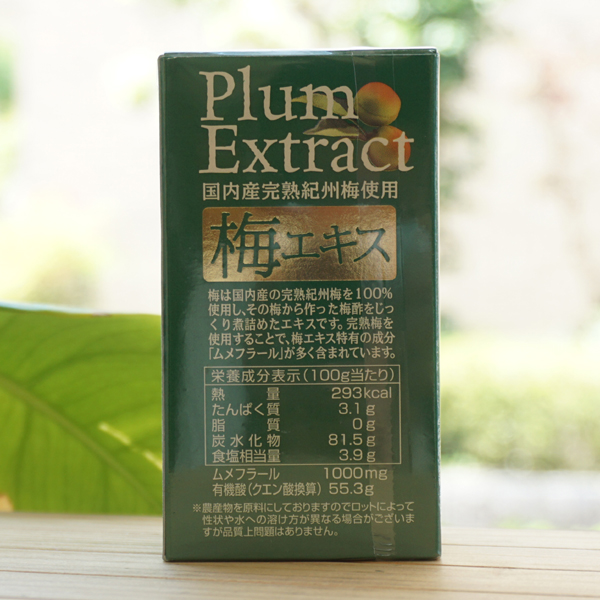 Plum
Extract
国内産完熟紀州梅使用
梅エキス
梅は国内産の完熟紀州梅を100%
使用し、その梅から作った梅酢をじっ
くり煮詰めたエキスです。完熟梅を
使用することで、梅エキス特有の成分
「ムメフラール」が多く含まれています。
栄養成分表示(100g当たり)
熱量 293kcal
たんぱく質 3.1g
脂質 0g
炭水化物 81.5g
食塩相当量 3.9g
ムメフラール 1000mg
有機酸(クエン酸換算) 55.3g
※農産物を原料にしておりますのでロットによって
性状や水への溶け方が異なる場合がございま
すが品質上問題はありません。